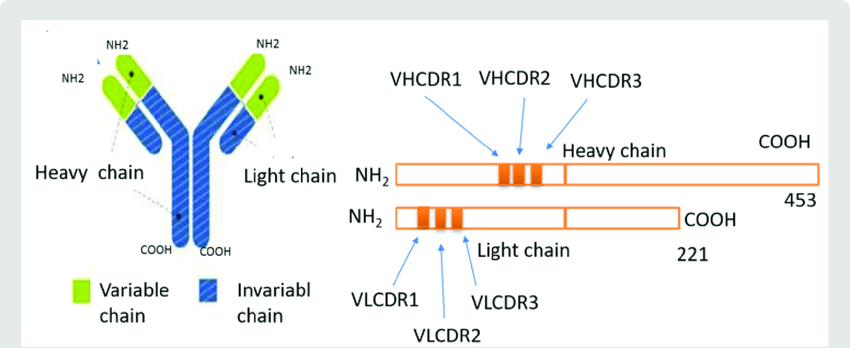 NH2
NH2
NH2
NH2
Heavy chain
Light chain
COOH
COOH
Variable
chain
Invariabl
chain
VHCDR1
VHCDR2
VHCDR3
Heavy chain
COOH
NH2
453
NH2
COOH
Light chain
221
VLCDR1
VLCDR3
VLCDR2